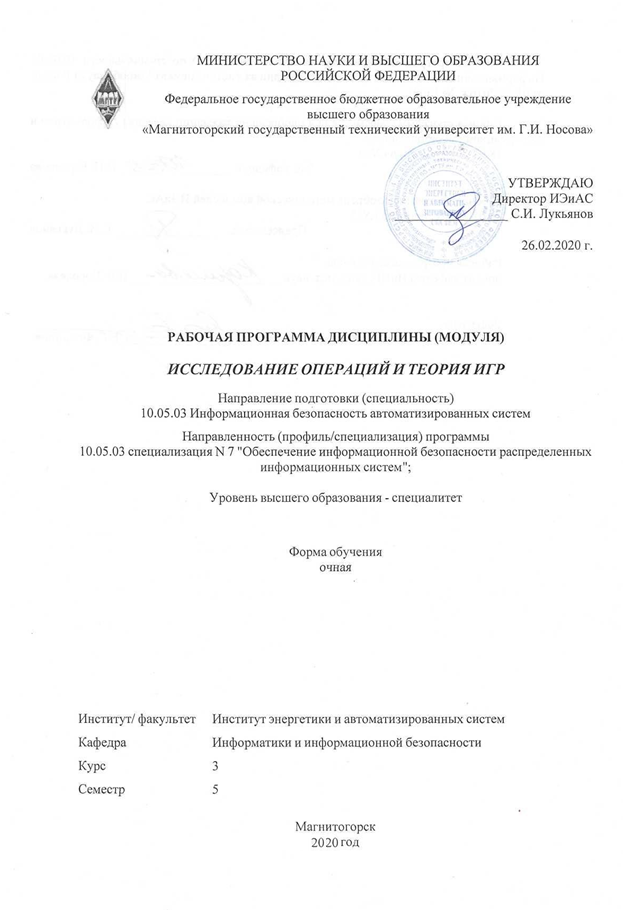 МИНИСТЕРСТВО НАУКИ И ВЫСШЕГО ОБРАЗОВАНИЯ
РОССИЙСКОЙ ФЕДЕРАЦИИ
Федеральное государственное бюджетное образовательное учреждение
высшего образования
«Магнитогорский государственный технический университет им. Г.И. Носова»
УТВЕРЖДАЮ
Директор ИЭиАС
С.И. Лукьянов
26.02.2020 г.
РАБОЧАЯ ПРОГРАММА ДИСЦИПЛИНЫ (МОДУЛЯ)
ИССЛЕДОВАНИЕ ОПЕРАЦИЙ И ТЕОРИЯ ИГР
Направление подготовки (специальность)
10.05.03 Информационная безопасность автоматизированных систем
Направленность (профиль/специализация) программы
10.05.03 специализация N 7 "Обеспечение информационной безопасности распределенных
информационных систем";
Уровень высшего образования - специалитет
Форма обучения
очная
Институт/ факультет Институт энергетики и автоматизированных систем
Кафедра Информатики и информационной безопасности
Курс 3
Семестр 5
Магнитогорск
2020 год